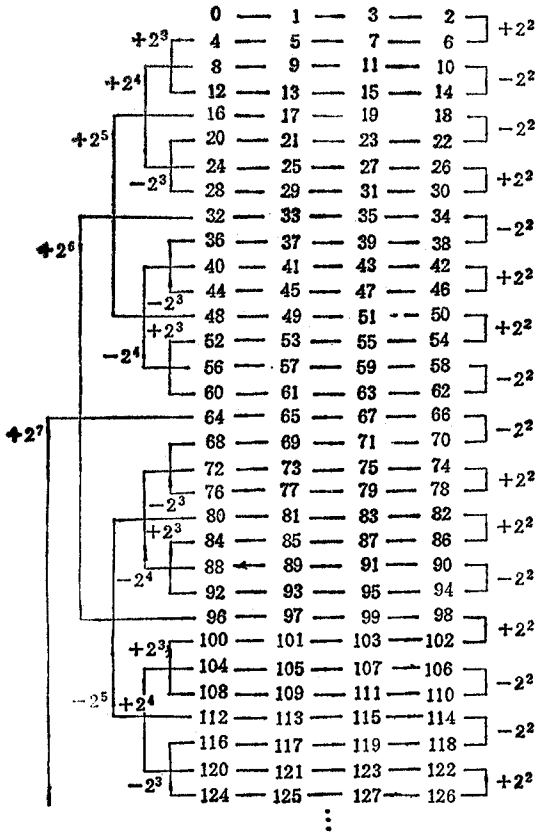 0 — 1 — 3 — 2
+2³ 4 — 5 — 7 — 6 +2²
8 — 9 — 11 — 10
+2⁴ 12 — 13 — 15 — 14 −2²
16 — 17 — 19 18
+2⁵ 20 — 21 — 23 — 22 −2²
24 — 25 — 27 — 26
−2³ 28 — 29 — 31 — 30 +2²
32 — 33 — 35 — 34
+2⁶ 36 — 37 — 39 — 38 −2²
40 — 41 — 43 — 42
−2³ 44 — 45 — 47 — 46 +2²
48 — 49 — 51 — 50
+2³ 52 — 53 — 55 — 54 +2²
−2⁴ 56 — 57 — 59 — 58
60 — 61 — 63 — 62 −2²
64 — 65 — 67 — 66
+2⁷ 68 — 69 — 71 — 70 −2²
72 — 73 — 75 — 74
−2³ 76 — 77 — 79 — 78 +2²
80 — 81 — 83 — 82
+2³ 84 — 85 — 87 — 86 +2²
88 — 89 — 91 — 90
−2⁴ 92 — 93 — 95 — 94 −2²
96 — 97 — 99 — 98
+2³ 100 — 101 — 103 — 102 +2²
104 — 105 — 107 — 106
−2⁵ +2⁴ 108 — 109 — 111 — 110 −2²
112 — 113 — 115 — 114
116 — 117 — 119 — 118 −2²
120 — 121 — 123 — 122
−2³ 124 — 125 — 127 — 126 +2²
⋮